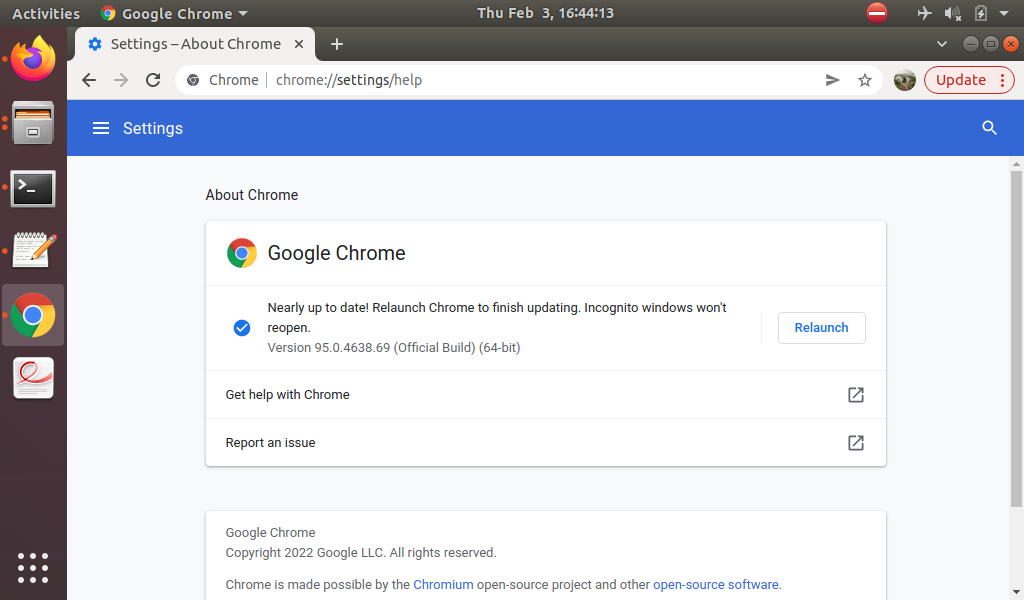 Activities
Google Chrome
Thu Feb 3, 16:44:13
Settings – About Chrome
Chrome
chrome://settings/help
Update
Settings
About Chrome
Google Chrome
Nearly up to date! Relaunch Chrome to finish updating. Incognito windows won't
reopen.
Version 95.0.4638.69 (Official Build) (64-bit)
Relaunch
Get help with Chrome
Report an issue
Google Chrome
Copyright 2022 Google LLC. All rights reserved.
Chrome is made possible by the Chromium open-source project and other open-source software.